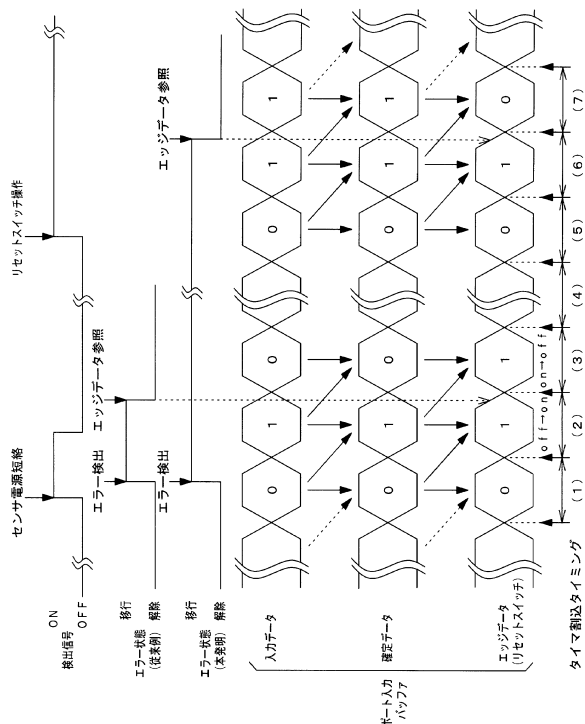 センサ電源短絡
リセットスイッチ操作
検出信号
ON
OFF
エラー検出
エッジデータ参照
エラー状態
(従来例)
移行
解除
エラー検出
エッジデータ参照
エラー状態
(本発明)
移行
解除
ポート入力
バッファ
入力データ
0 1 0 0 1 1
確定データ
0 1 0 0 1 1
エッジデータ
(リセットスイッチ)
0 1 1 0 1 0
off→on on→off
(1) (2) (3) (4) (5) (6) (7)
タイマ割込タイミング